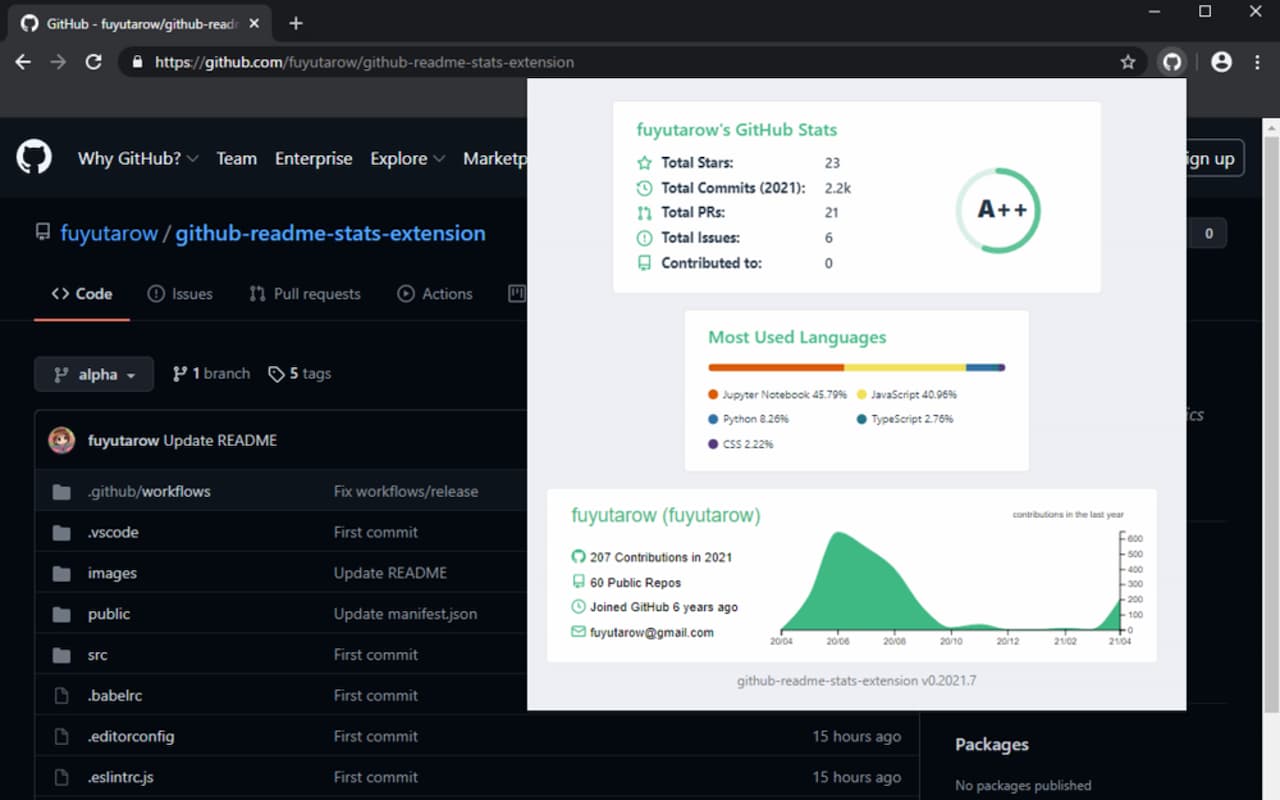 GitHub - fuyutarow/github-readr
https://github.com/fuyutarow/github-readme-stats-extension
Why GitHub? Team Enterprise Explore Marketp
ign up
fuyutarow / github-readme-stats-extension
0
Code Issues Pull requests Actions
alpha 1 branch 5 tags
ics
fuyutarow Update README
.github/workflows Fix workflows/release
.vscode First commit
images Update README
public Update manifest.json
src First commit
.babelrc First commit
.editorconfig First commit 15 hours ago
.eslintrc.js First commit 15 hours ago
Packages
No packages published
fuyutarow's GitHub Stats
Total Stars: 23
Total Commits (2021): 2.2k
Total PRs: 21
Total Issues: 6
Contributed to: 0
A++
Most Used Languages
Jupyter Notebook 45.79% JavaScript 40.96%
Python 8.26% TypeScript 2.76%
CSS 2.22%
fuyutarow (fuyutarow)
207 Contributions in 2021
60 Public Repos
Joined GitHub 6 years ago
fuyutarow@gmail.com
contributions in the last year
600
500
400
300
200
100
0
20/04 20/06 20/08 20/10 20/12 21/02 21/04
github-readme-stats-extension v0.2021.7